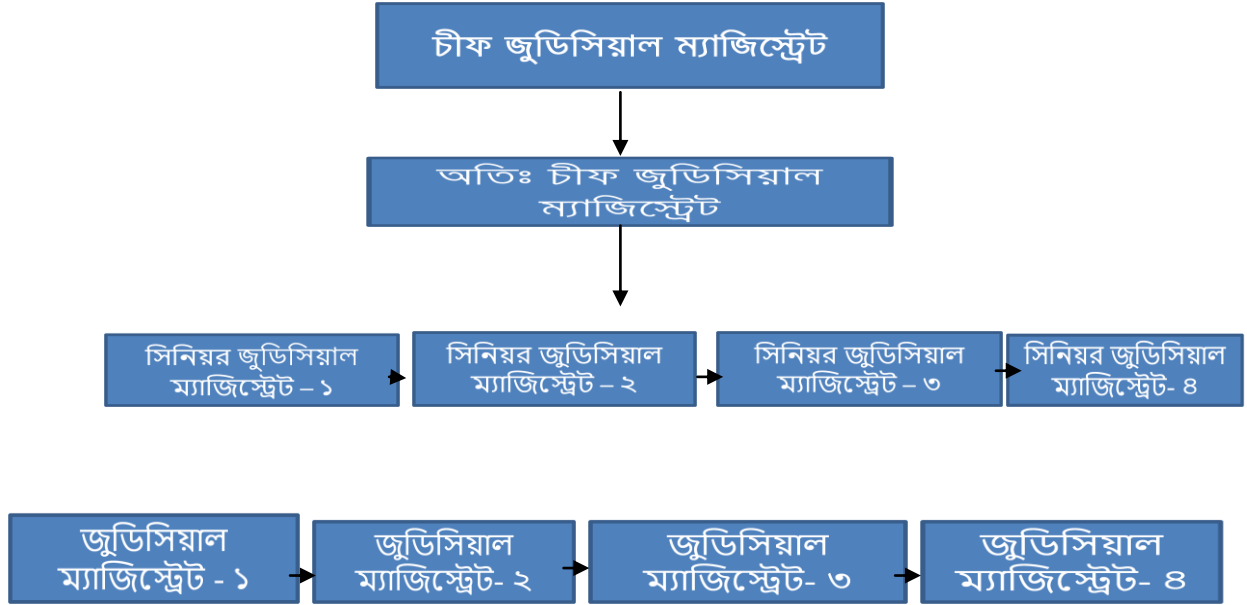 চীফ জুডিসিয়াল ম্যাজিস্ট্রেট
অতিঃ চীফ জুডিসিয়াল
ম্যাজিস্ট্রেট
সিনিয়র জুডিসিয়াল
ম্যাজিস্ট্রেট – ১
সিনিয়র জুডিসিয়াল
ম্যাজিস্ট্রেট – ২
সিনিয়র জুডিসিয়াল
ম্যাজিস্ট্রেট – ৩
সিনিয়র জুডিসিয়াল
ম্যাজিস্ট্রেট- ৪
জুডিসিয়াল
ম্যাজিস্ট্রেট - ১
জুডিসিয়াল
ম্যাজিস্ট্রেট- ২
জুডিসিয়াল
ম্যাজিস্ট্রেট- ৩
জুডিসিয়াল
ম্যাজিস্ট্রেট- ৪